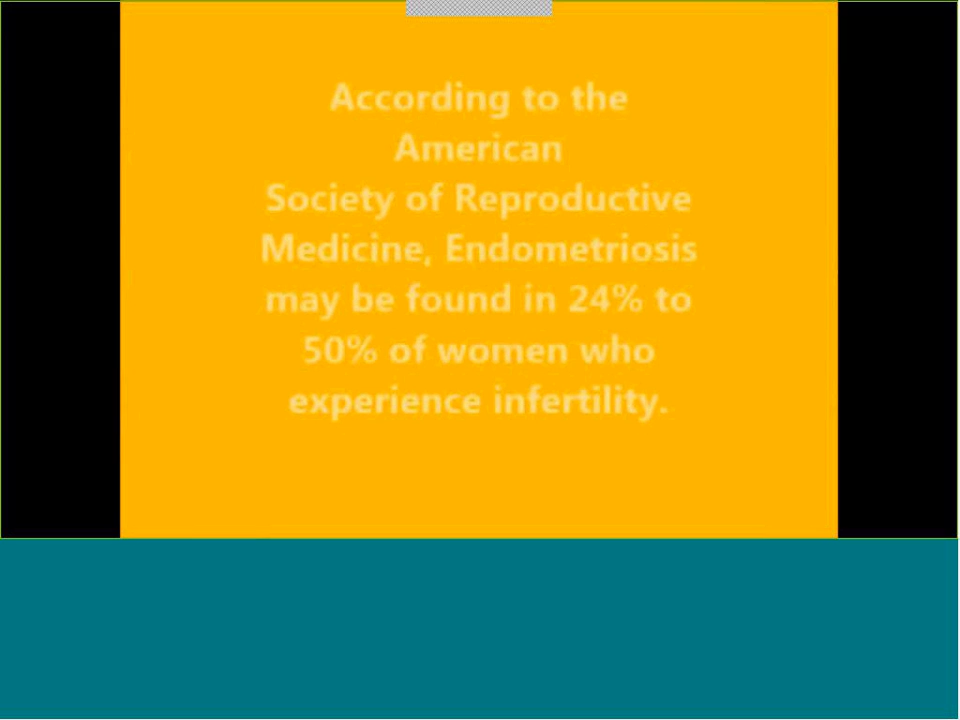 According to the
American
Society of Reproductive
Medicine, Endometriosis
may be found in 24% to
50% of women who
experience infertility.